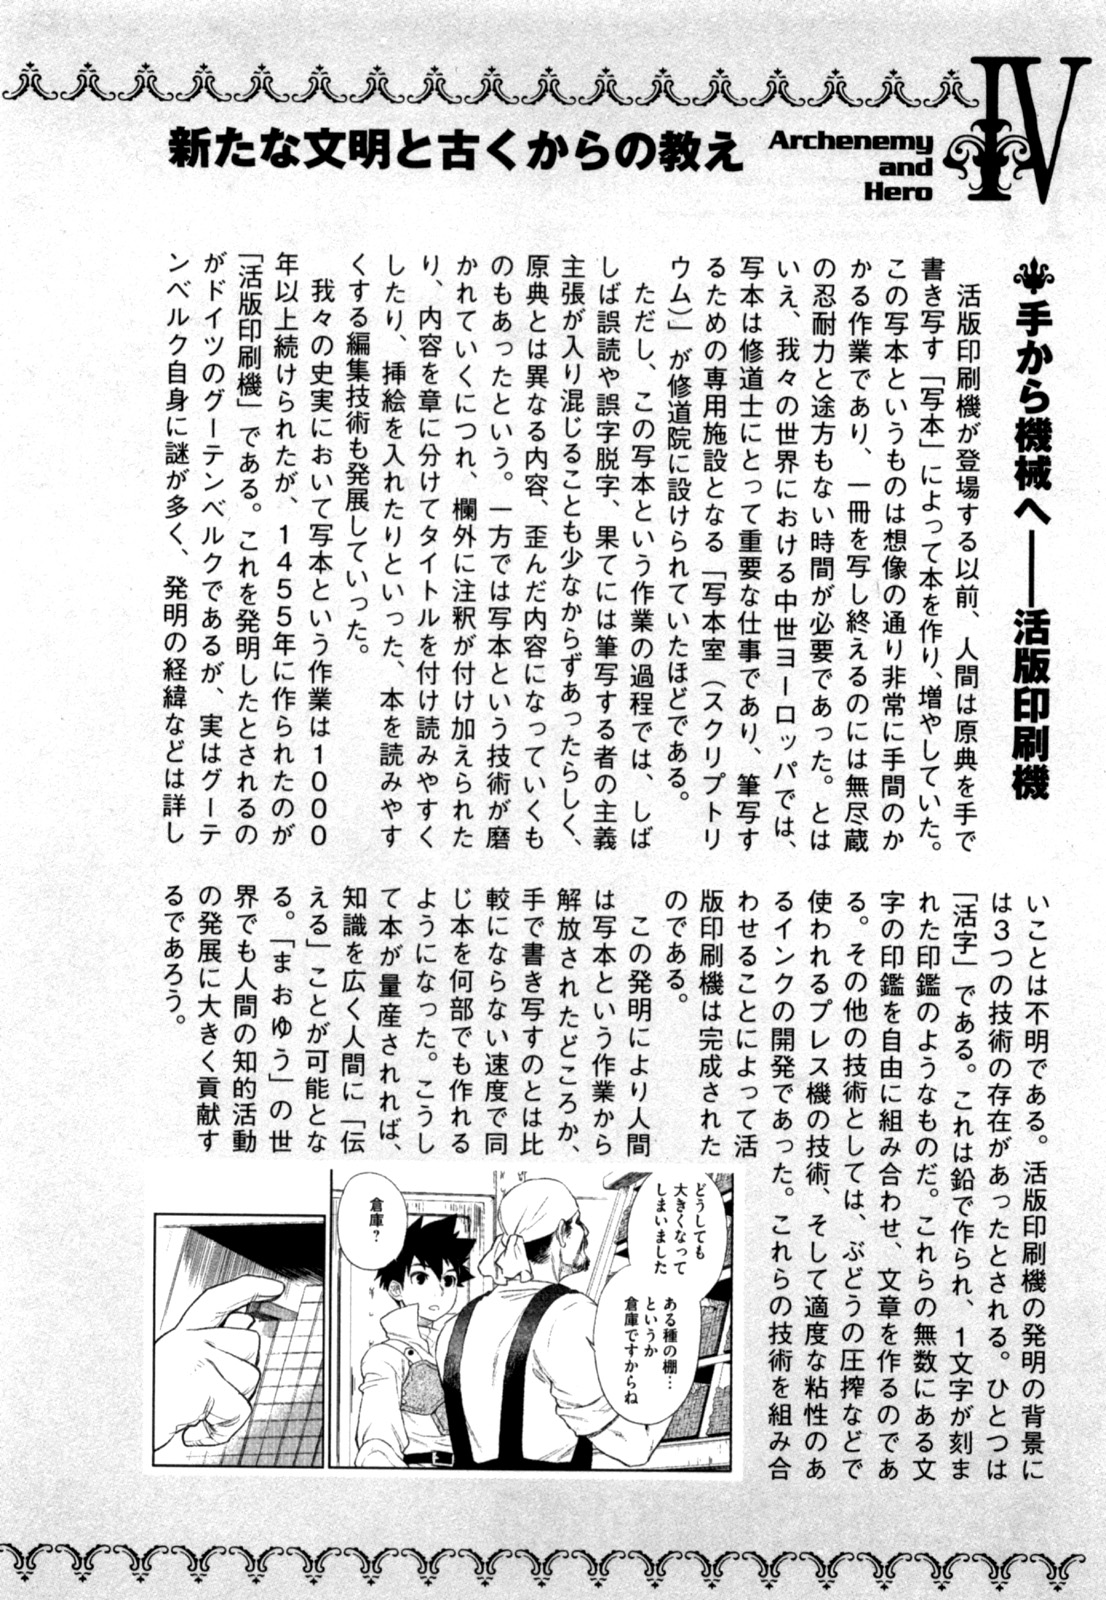 IV
Archenemy
and
Hero
新たな文明と古くからの教え
手から機械へ――活版印刷機
　活版印刷機が登場する以前、人間は原典を手で
書き写す「写本」によって本を作り、増やしていた。
この写本というものは想像の通り非常に手間のか
かる作業であり、一冊を写し終えるのには無尽蔵
の忍耐力と途方もない時間が必要であった。とは
いえ、我々の世界における中世ヨーロッパでは、
写本は修道士にとって重要な仕事であり、筆写す
るための専用施設となる「写本室（スクリプトリ
ウム）」が修道院に設けられていたほどである。
　ただし、この写本という作業の過程では、しば
しば誤読や誤字脱字、果てには筆写する者の主義
主張が入り混じることも少なからずあったらしく、
原典とは異なる内容、歪んだ内容になっていくも
のもあったという。一方では写本という技術が磨
かれていくにつれ、欄外に注釈が付け加えられた
り、内容を章に分けてタイトルを付け読みやすく
したり、挿絵を入れたりといった、本を読みやす
くする編集技術も発展していった。
　我々の史実において写本という作業は１０００
年以上続けられたが、１４５５年に作られたのが
「活版印刷機」である。これを発明したとされるの
がドイツのグーテンベルクであるが、実はグーテ
ンベルク自身に謎が多く、発明の経緯などは詳し
いことは不明である。活版印刷機の発明の背景に
は３つの技術の存在があったとされる。ひとつは
「活字」である。これは鉛で作られ、１文字が刻ま
れた印鑑のようなものだ。これらの無数にある文
字の印鑑を自由に組み合わせ、文章を作るのであ
る。その他の技術としては、ぶどうの圧搾などで
使われるプレス機の技術、そして適度な粘性のあ
るインクの開発であった。これらの技術を組み合
わせることによって活
版印刷機は完成された
のである。
　この発明により人間
は写本という作業から
解放されたどころか、
手で書き写すのとは比
較にならない速度で同
じ本を何部でも作れる
ようになった。こうし
て本が量産されれば、
知識を広く人間に「伝
える」ことが可能とな
る。「まおゆう」の世
界でも人間の知的活動
の発展に大きく貢献す
るであろう。
どうしても
大きくなって
しまいました
ある種の棚…
というか
倉庫ですからね
倉庫？